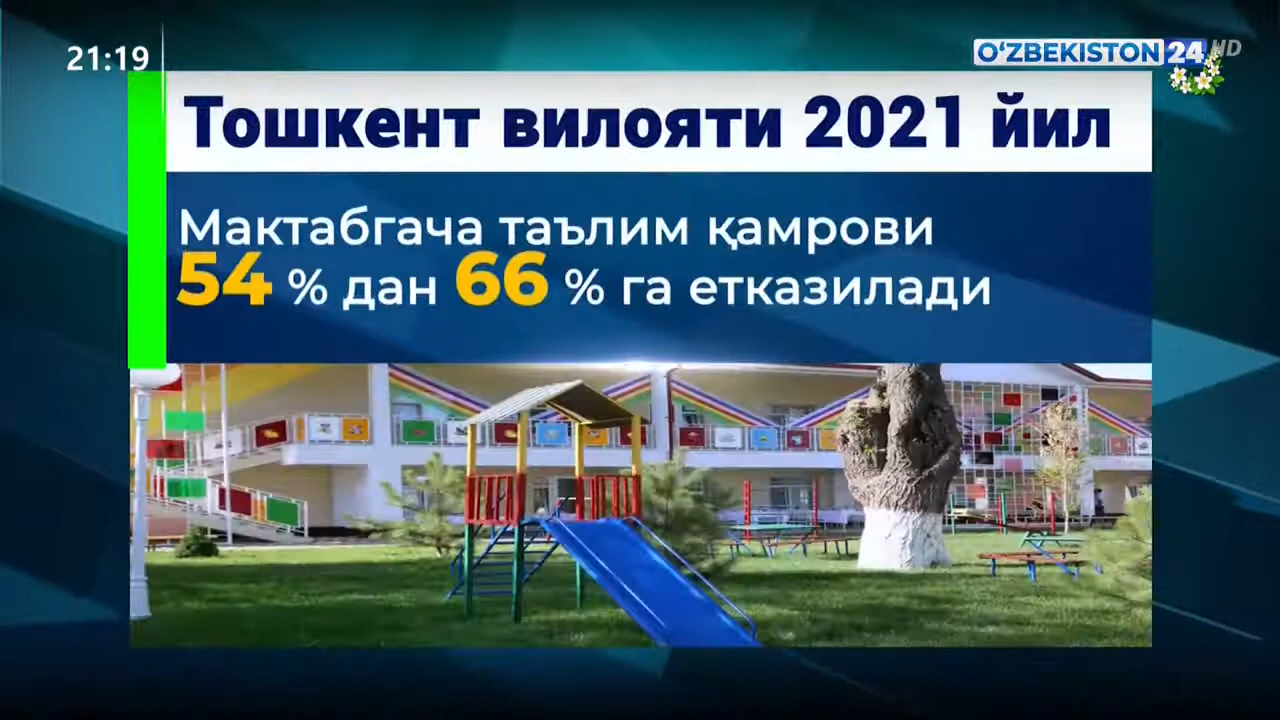 21:19
O‘ZBEKISTON 24 HD
Тошкент вилояти 2021 йил
Мактабгача таълим қамрови
54 % дан 66 % га етказилади